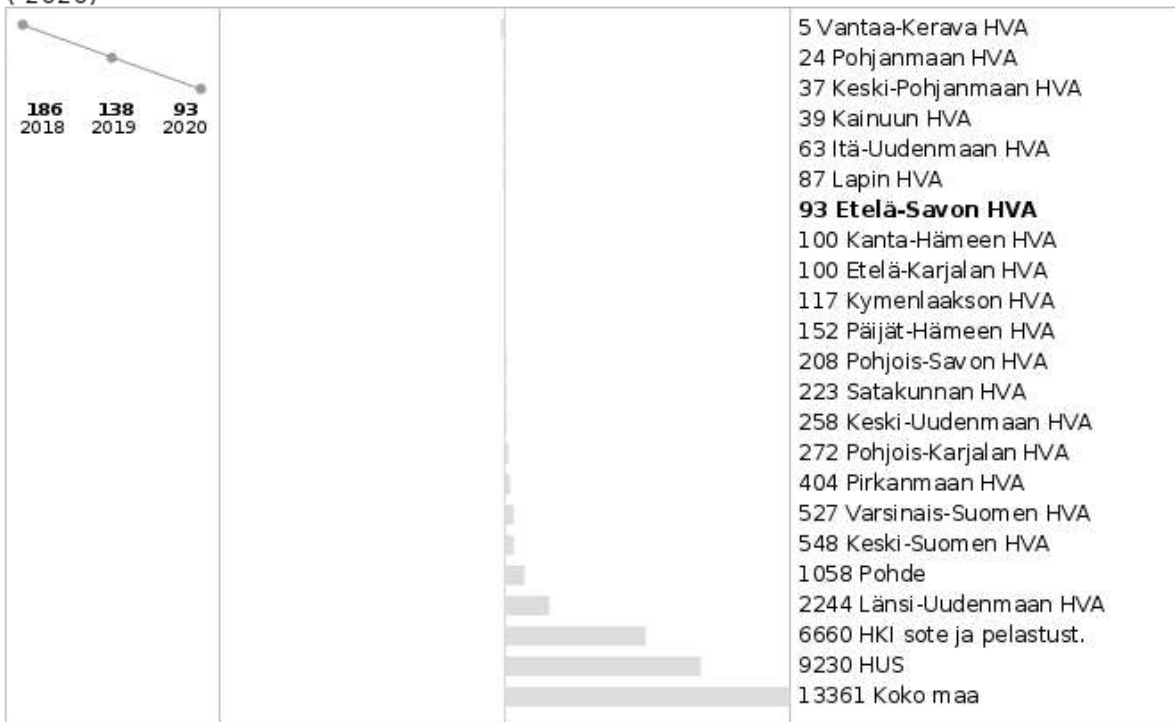 186 138 93
2018 2019 2020
5 Vantaa-Kerava HVA
24 Pohjanmaan HVA
37 Keski-Pohjanmaan HVA
39 Kainuun HVA
63 Itä-Uudenmaan HVA
87 Lapin HVA
93 Etelä-Savon HVA
100 Kanta-Hämeen HVA
100 Etelä-Karjalan HVA
117 Kymenlaakson HVA
152 Päijät-Hämeen HVA
208 Pohjois-Savon HVA
223 Satakunnan HVA
258 Keski-Uudenmaan HVA
272 Pohjois-Karjalan HVA
404 Pirkanmaan HVA
527 Varsinais-Suomen HVA
548 Keski-Suomen HVA
1058 Pohde
2244 Länsi-Uudenmaan HVA
6660 HKI sote ja pelastust.
9230 HUS
13361 Koko maa